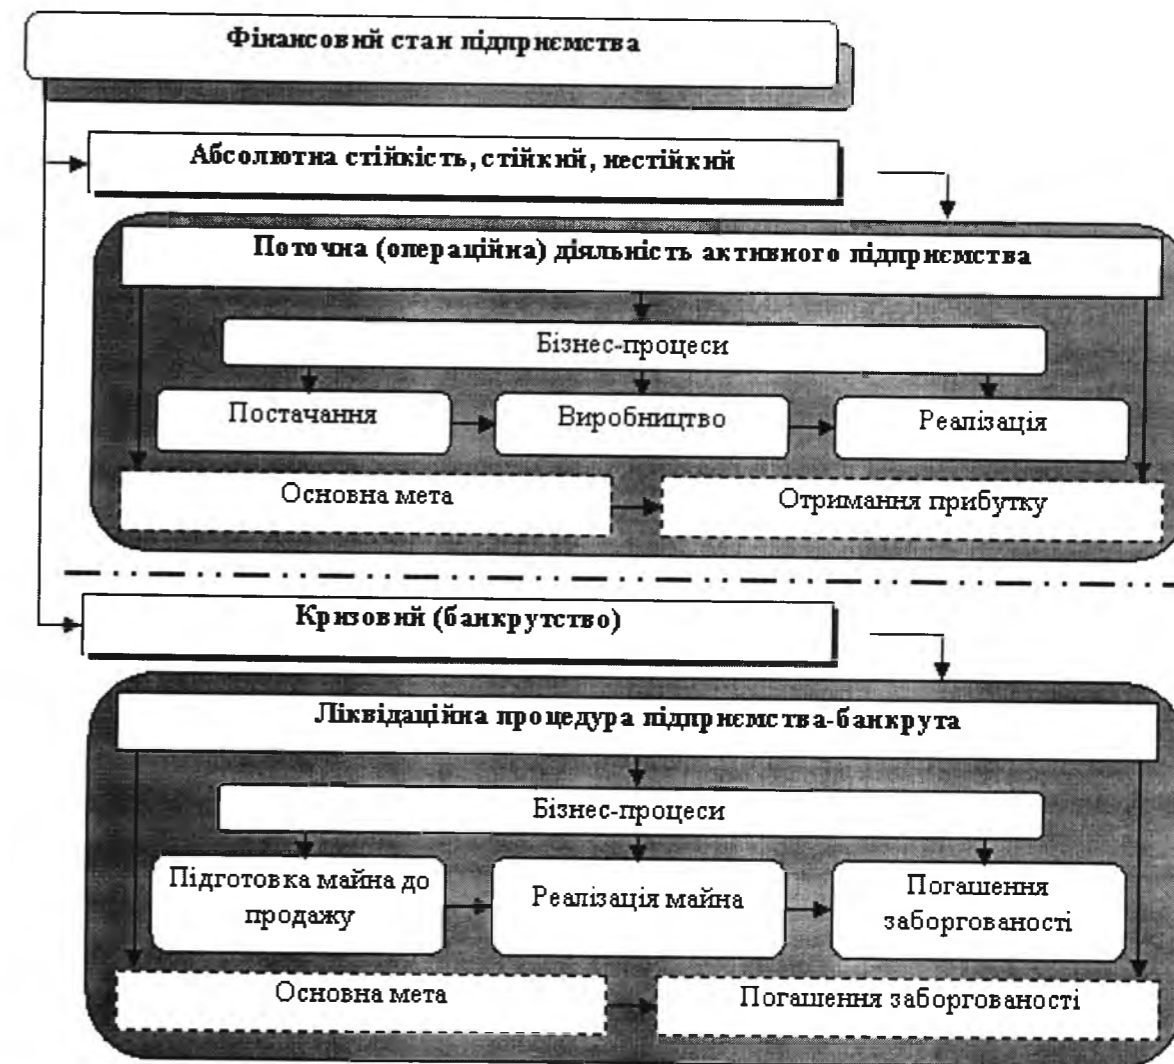 Фінансовий стан підприємства
Абсолютна стійкість, стійкий, нестійкий
Поточна (операційна) діяльність активного підприємства
Бізнес-процеси
Постачання
Виробництво
Реалізація
Основна мета
Отримання прибутку
Кризовий (банкрутство)
Ліквідаційна процедура підприємства-банкрута
Бізнес-процеси
Підготовка майна до
продажу
Реалізація майна
Погашення
заборгованості
Основна мета
Погашення заборгованості